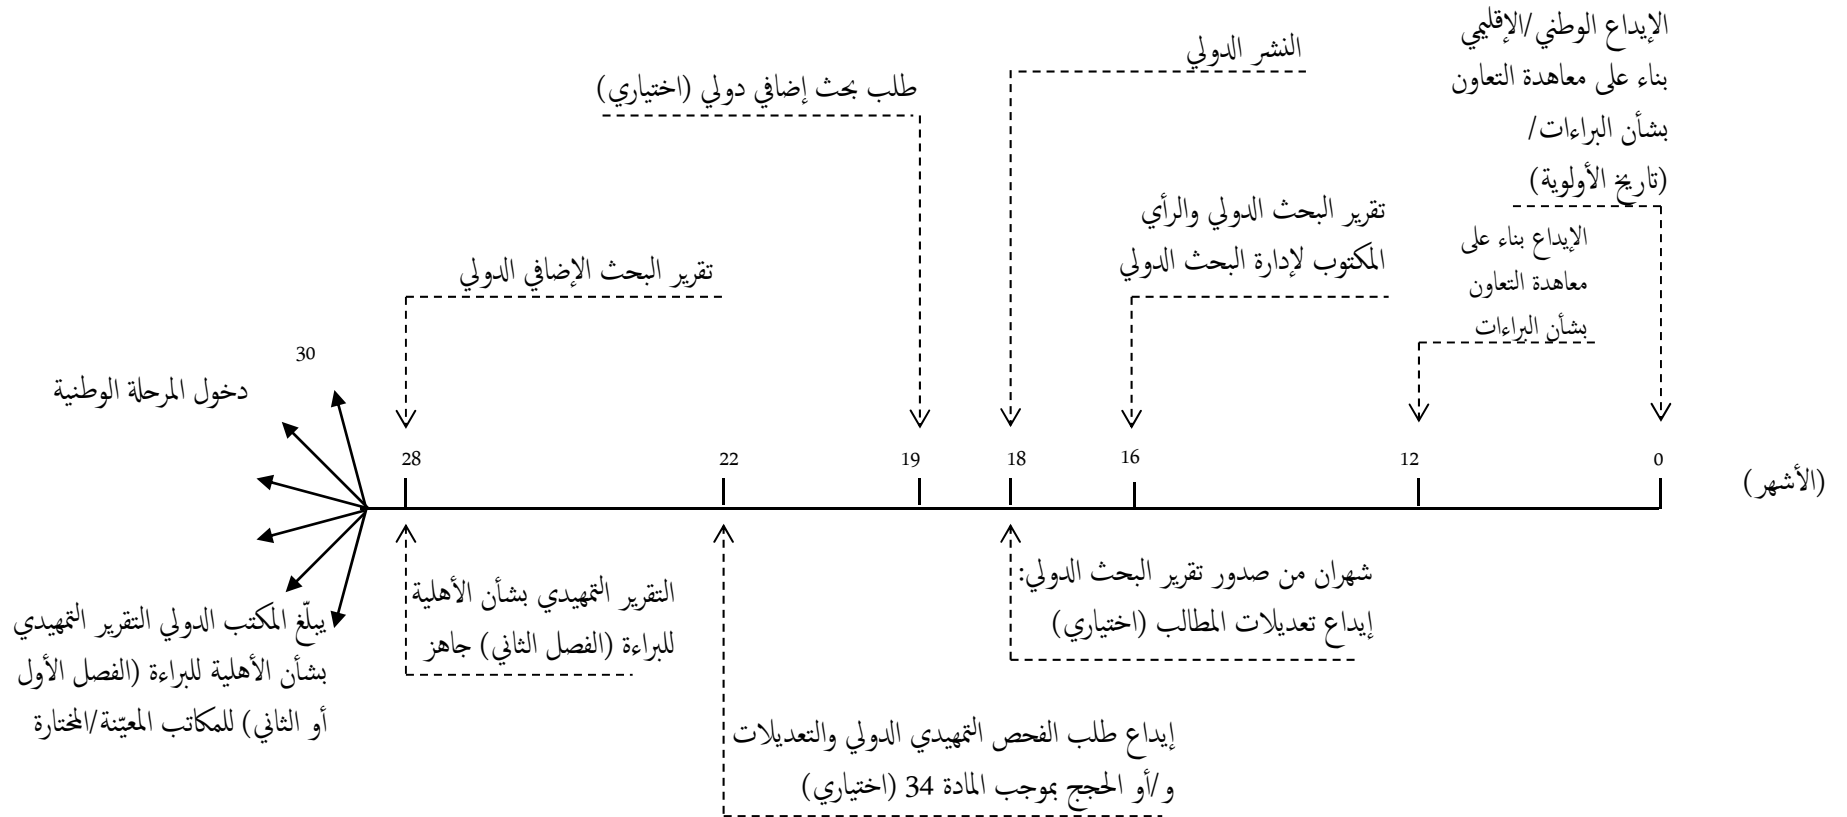 الإيداع الوطني/الإقليمي
بناء على معاهدة التعاون
بشأن البراءات/
(تاريخ الأولوية)
النشر الدولي
طلب بحث إضافي دولي (اختياري)
تقرير البحث الدولي والرأي
المكتوب لإدارة البحث الدولي
الإيداع بناء على
معاهدة التعاون
بشأن البراءات
تقرير البحث الإضافي الدولي
30
دخول المرحلة الوطنية
(الأشهر)
0
12
16
18
19
22
28
شهران من صدور تقرير البحث الدولي:
إيداع تعديلات المطالب (اختياري)
التقرير التمهيدي بشأن الأهلية
للبراءة (الفصل الثاني) جاهز
يبلّغ المكتب الدولي التقرير التمهيدي
بشأن الأهلية للبراءة (الفصل الأول
أو الثاني) للمكاتب المعيّنة/المختارة
إيداع طلب الفحص التمهيدي الدولي والتعديلات
و/أو الحجج بموجب المادة 34 (اختياري)